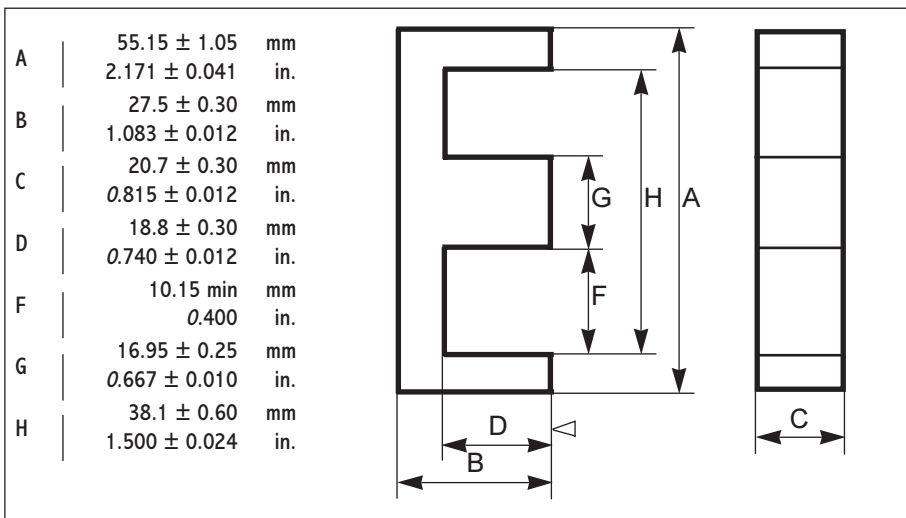 A 55.15 ± 1.05 mm
2.171 ± 0.041 in.
B 27.5 ± 0.30 mm
1.083 ± 0.012 in.
C 20.7 ± 0.30 mm
0.815 ± 0.012 in.
D 18.8 ± 0.30 mm
0.740 ± 0.012 in.
F 10.15 min mm
0.400 in.
G 16.95 ± 0.25 mm
0.667 ± 0.010 in.
H 38.1 ± 0.60 mm
1.500 ± 0.024 in.
G H A
F
D
B
C